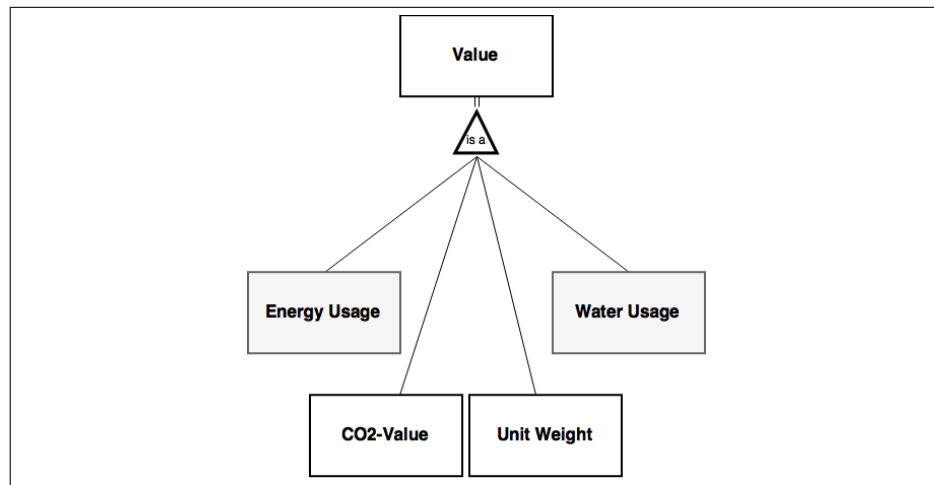 Value
is a
Energy Usage
Water Usage
CO2-Value
Unit Weight